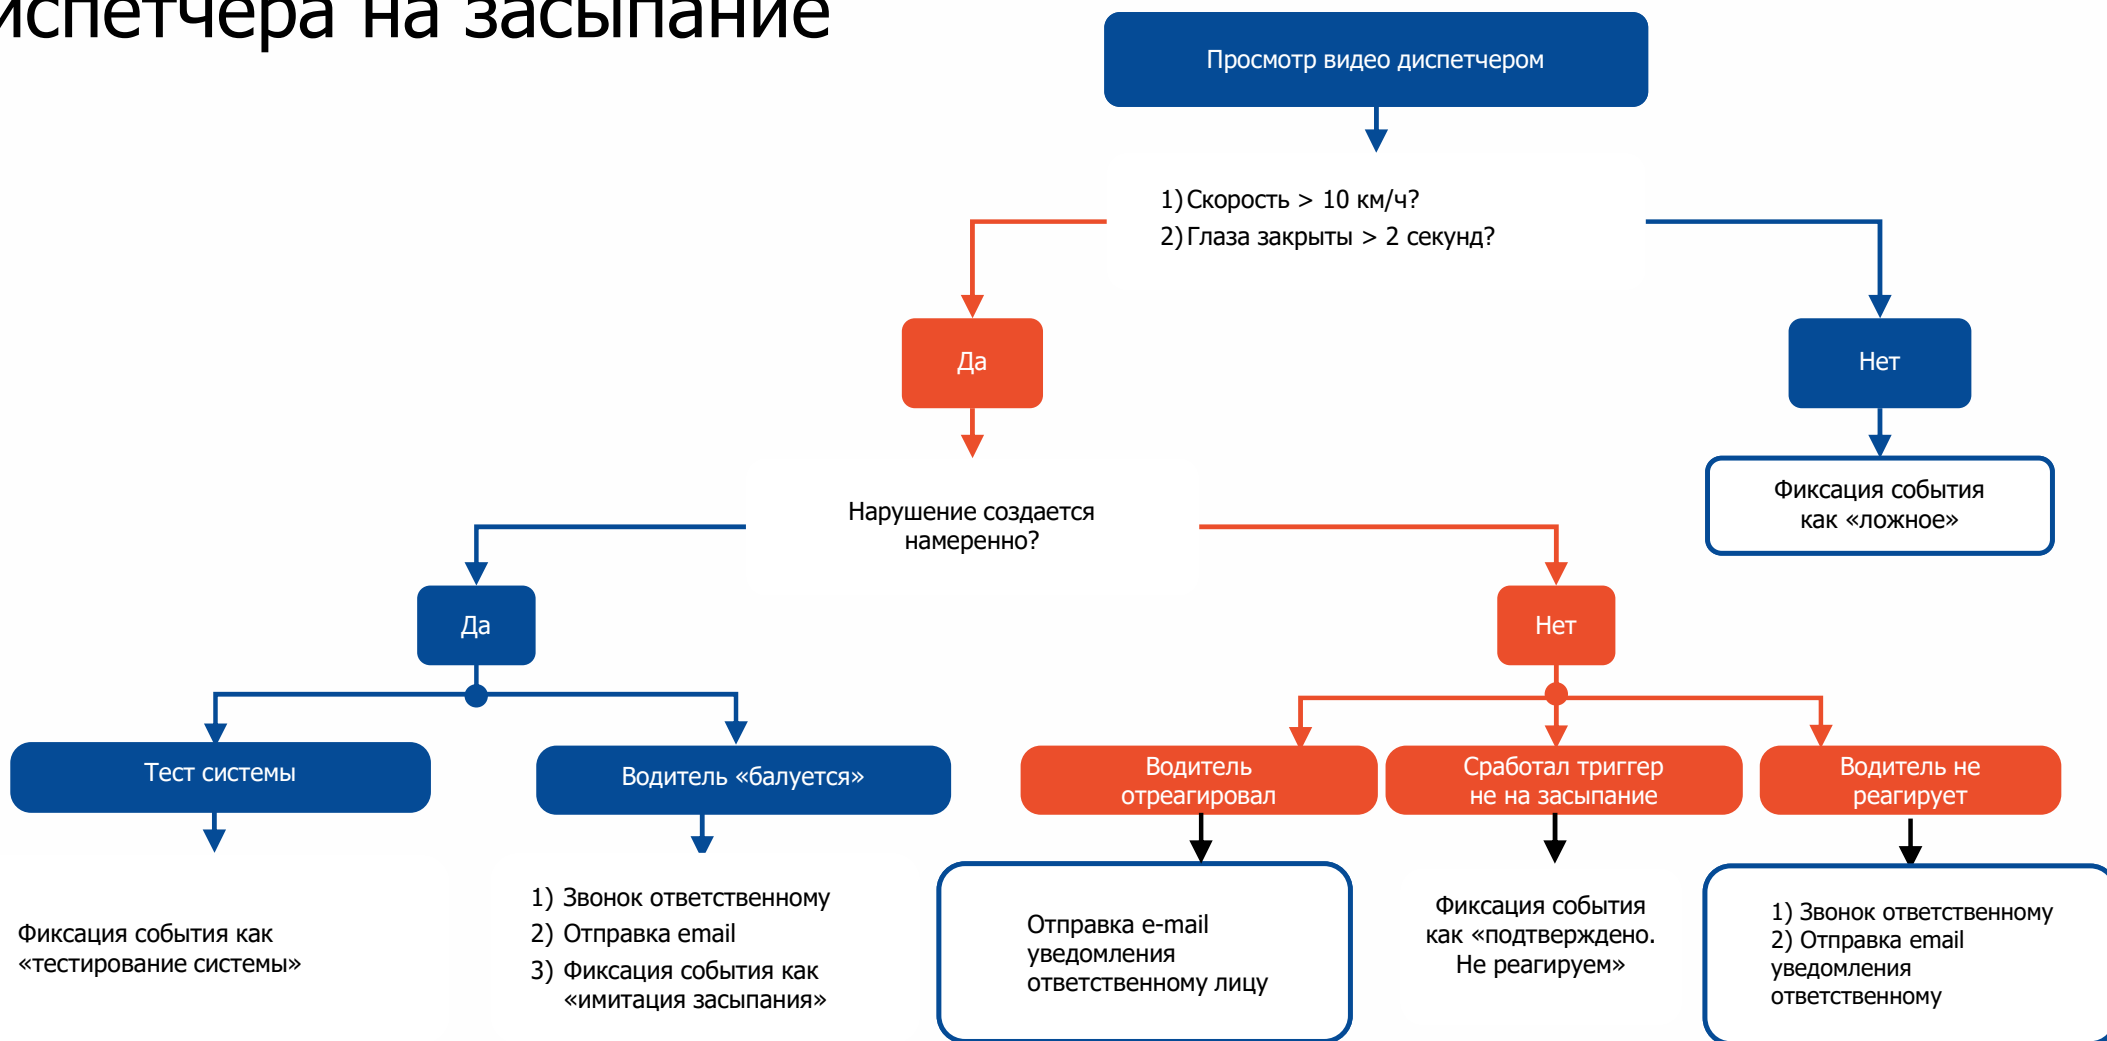 испетчера на засыпание
Просмотр видео диспетчером
1) Скорость > 10 км/ч?
2) Глаза закрыты > 2 секунд?
Да
Нет
Фиксация события
как «ложное»
Нарушение создается
намеренно?
Да
Нет
Тест системы
Водитель «балуется»
Водитель
отреагировал
Сработал триггер
не на засыпание
Водитель не
реагирует
Фиксация события как
«тестирование системы»
1) Звонок ответственному
2) Отправка email
3) Фиксация события как
«имитация засыпания»
Отправка e-mail
уведомления
ответственному лицу
Фиксация события
как «подтверждено.
Не реагируем»
1) Звонок ответственному
2) Отправка email
уведомления
ответственному